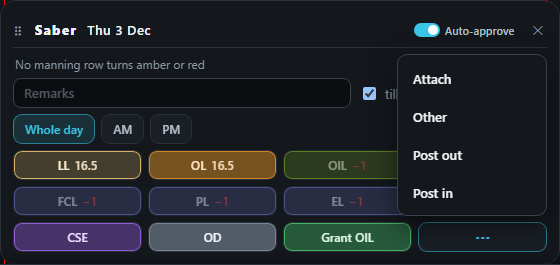 Saber Thu 3 Dec Auto-approve ×
No manning row turns amber or red
Remarks
till
Attach
Other
Post out
Post in
Whole day AM PM
LL 16.5 OL 16.5 OIL −1
FCL −1 PL −1 EL −1
CSE OD Grant OIL ---